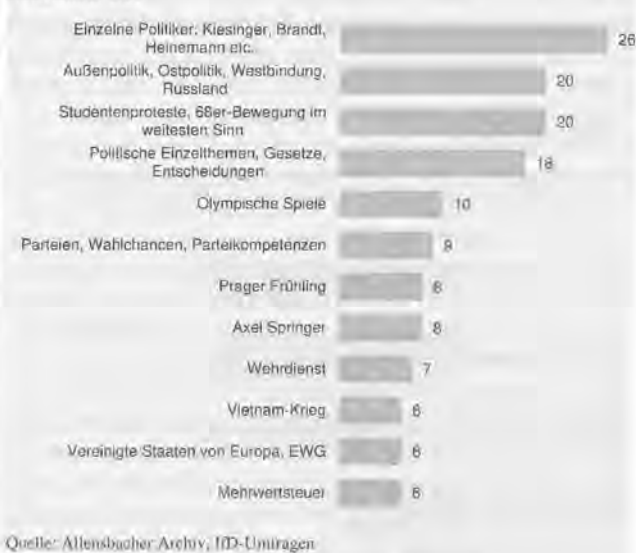 Einzelne Politiker: Kiesinger, Brandt,
Heinemann etc.
26
Außenpolitik, Ostpolitik, Westbindung,
Russland
20
Studentenproteste, 68er-Bewegung im
weitesten Sinn
20
Politische Einzelthemen, Gesetze,
Entscheidungen
18
Olympische Spiele 10
Parteien, Wahlchancen, Parteikompetenzen 9
Prager Frühling 8
Axel Springer 8
Wehrdienst 7
Vietnam-Krieg 6
Vereinigte Staaten von Europa, EWG 6
Mehrwertsteuer 6
Quelle: Allensbacher Archiv, IfD-Umfragen